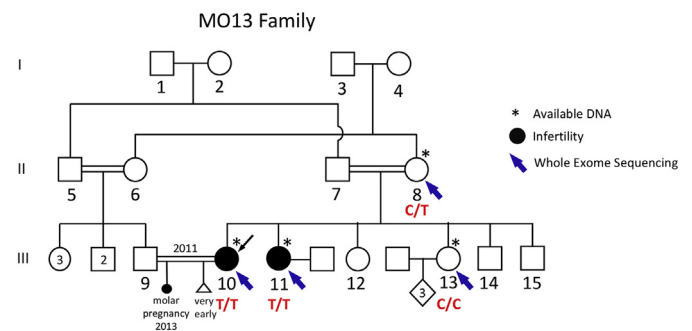 MO13 Family
I
1 2 3 4
* Available DNA
Infertility
Whole Exome Sequencing
II
*
5 6 7 8
C/T
III
2011
* * *
3 2
9 10 11 12 13 14 15
3
molar
pregnancy
2013
very
early
T/T T/T C/C